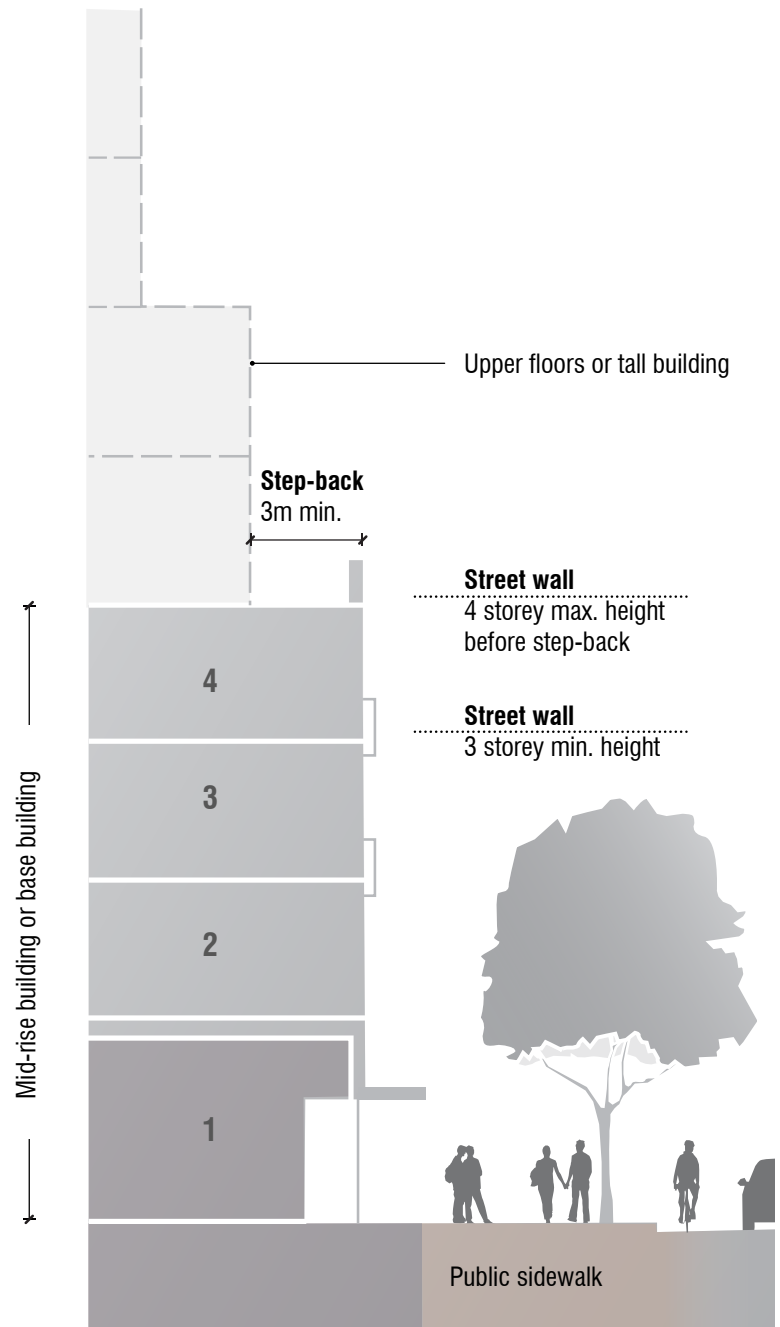 Upper floors or tall building
Step-back
3m min.
Street wall
4 storey max. height
before step-back
4
Street wall
3 storey min. height
3
Mid-rise building or base building
2
1
Public sidewalk